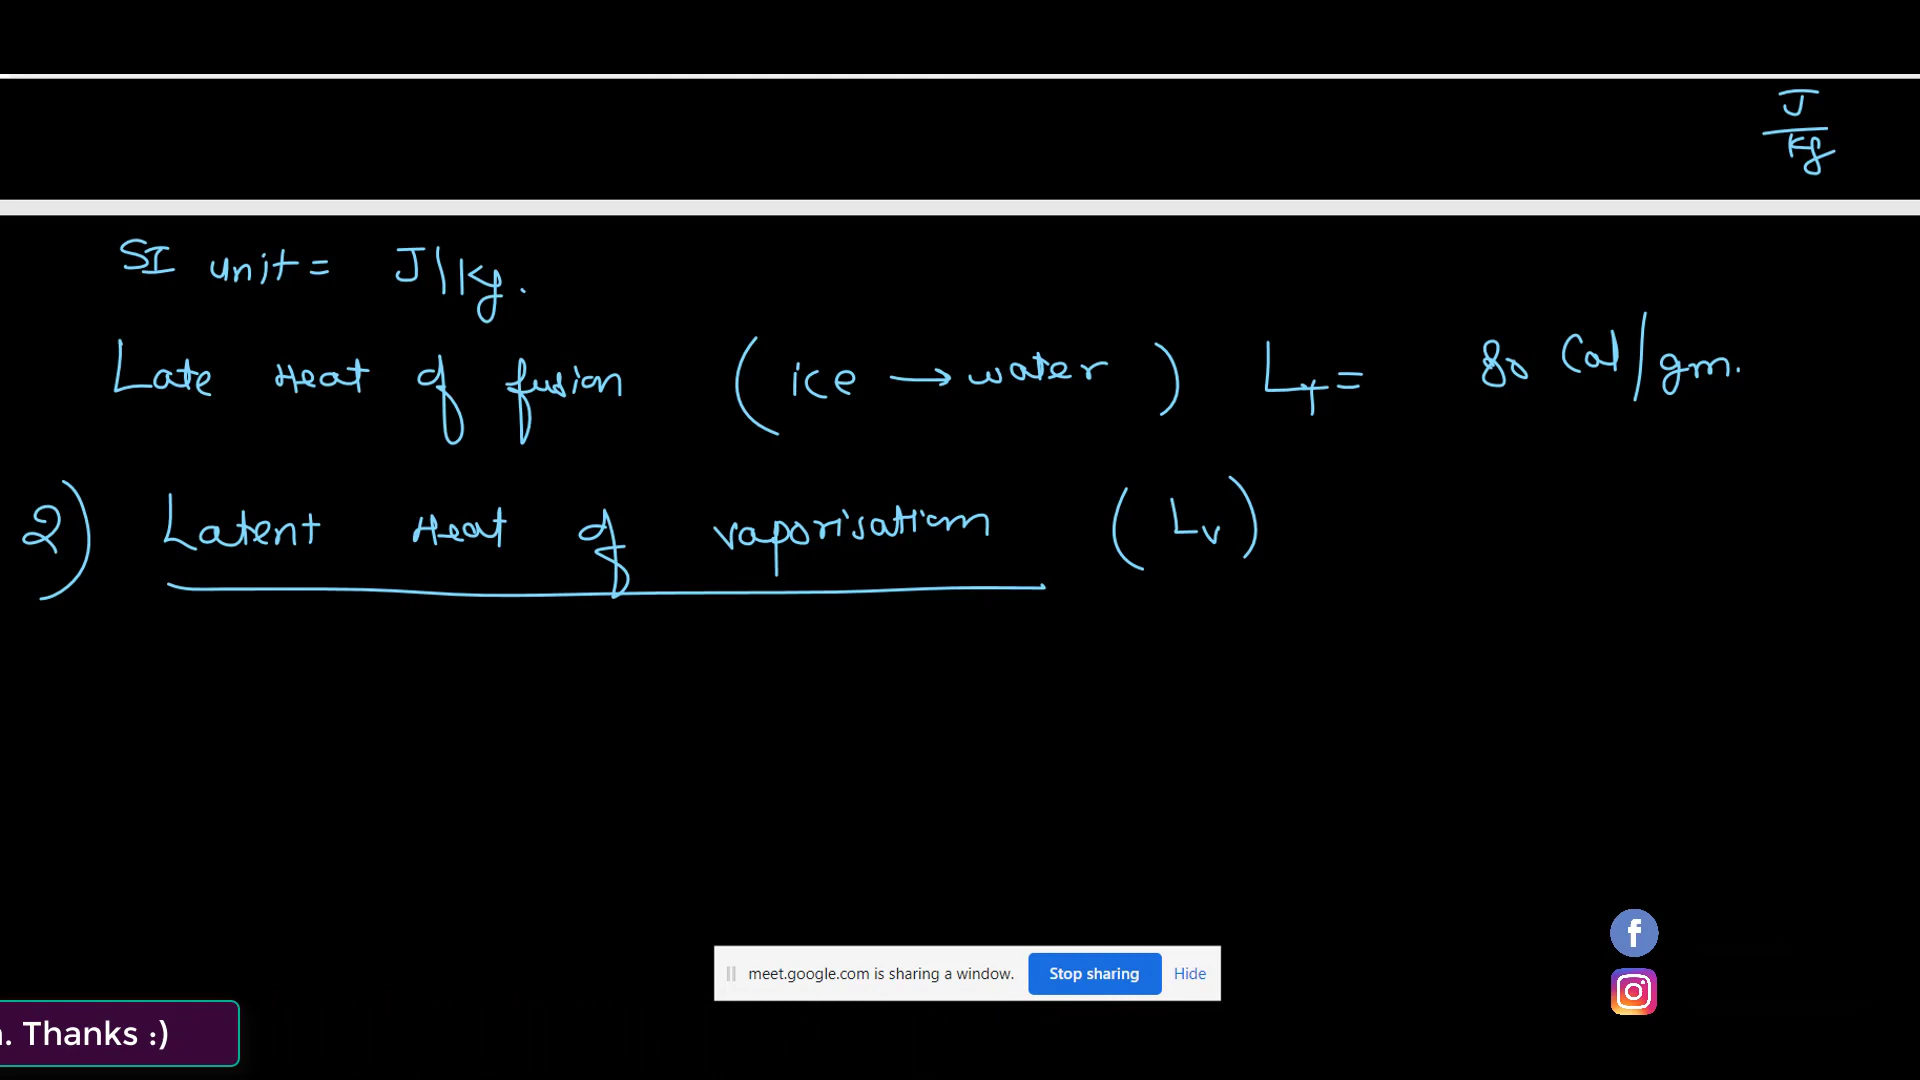 J
kg
SI unit = J\kg.
Late Heat of fusion (ice → water) Lf = 80 Cal/gm.
2) Latent Heat of vaporisation (Lv)
meet.google.com is sharing a window. Stop sharing Hide
. Thanks :)